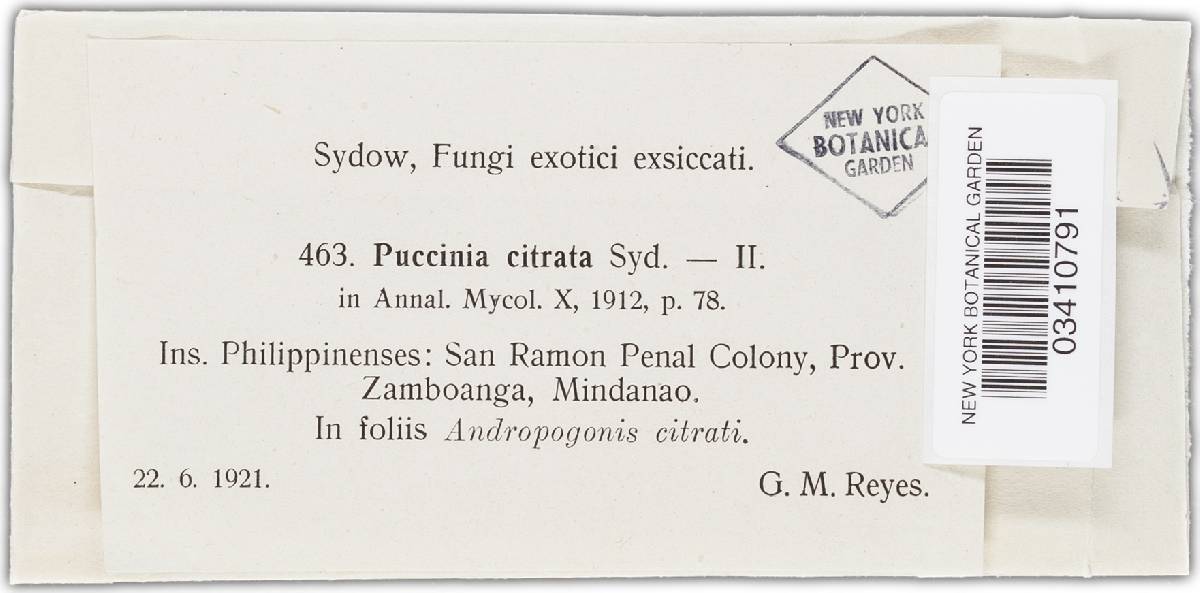 NEW YORK
BOTANICA
GARDEN
Sydow, Fungi exotici exsiccati.
463. Puccinia citrata Syd. — II.
in Annal. Mycol. X, 1912, p. 78.
Ins. Philippinenses: San Ramon Penal Colony, Prov.
Zamboanga, Mindanao.
In foliis Andropogonis citrati.
22. 6. 1921. G. M. Reyes.
NEW YORK BOTANICAL GARDEN
03410791